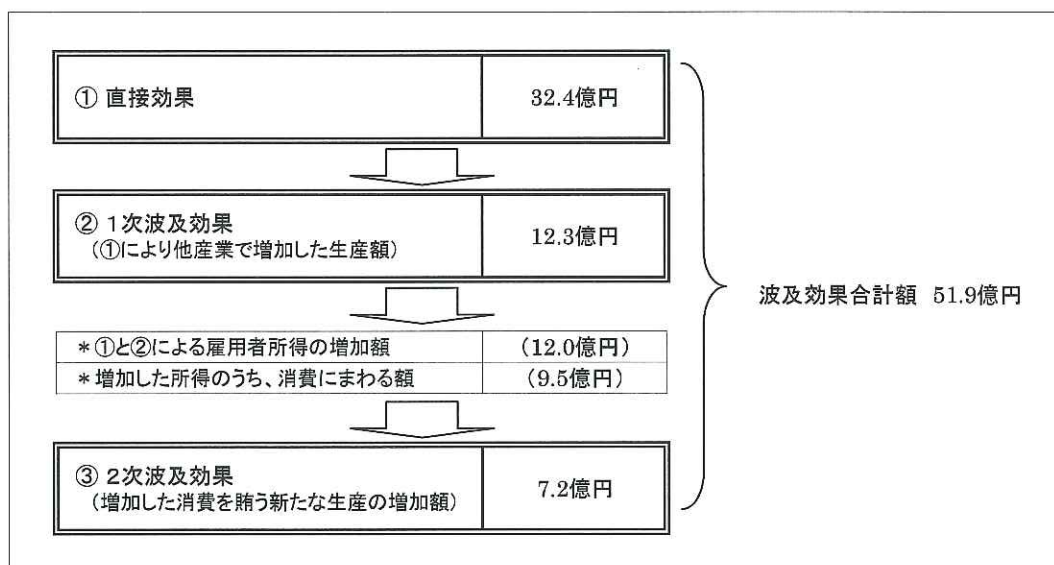 ① 直接効果
32.4億円
② 1次波及効果
(①により他産業で増加した生産額)
12.3億円
*①と②による雇用者所得の増加額
(12.0億円)
*増加した所得のうち、消費にまわる額
(9.5億円)
③ 2次波及効果
(増加した消費を賄う新たな生産の増加額)
7.2億円
波及効果合計額 51.9億円